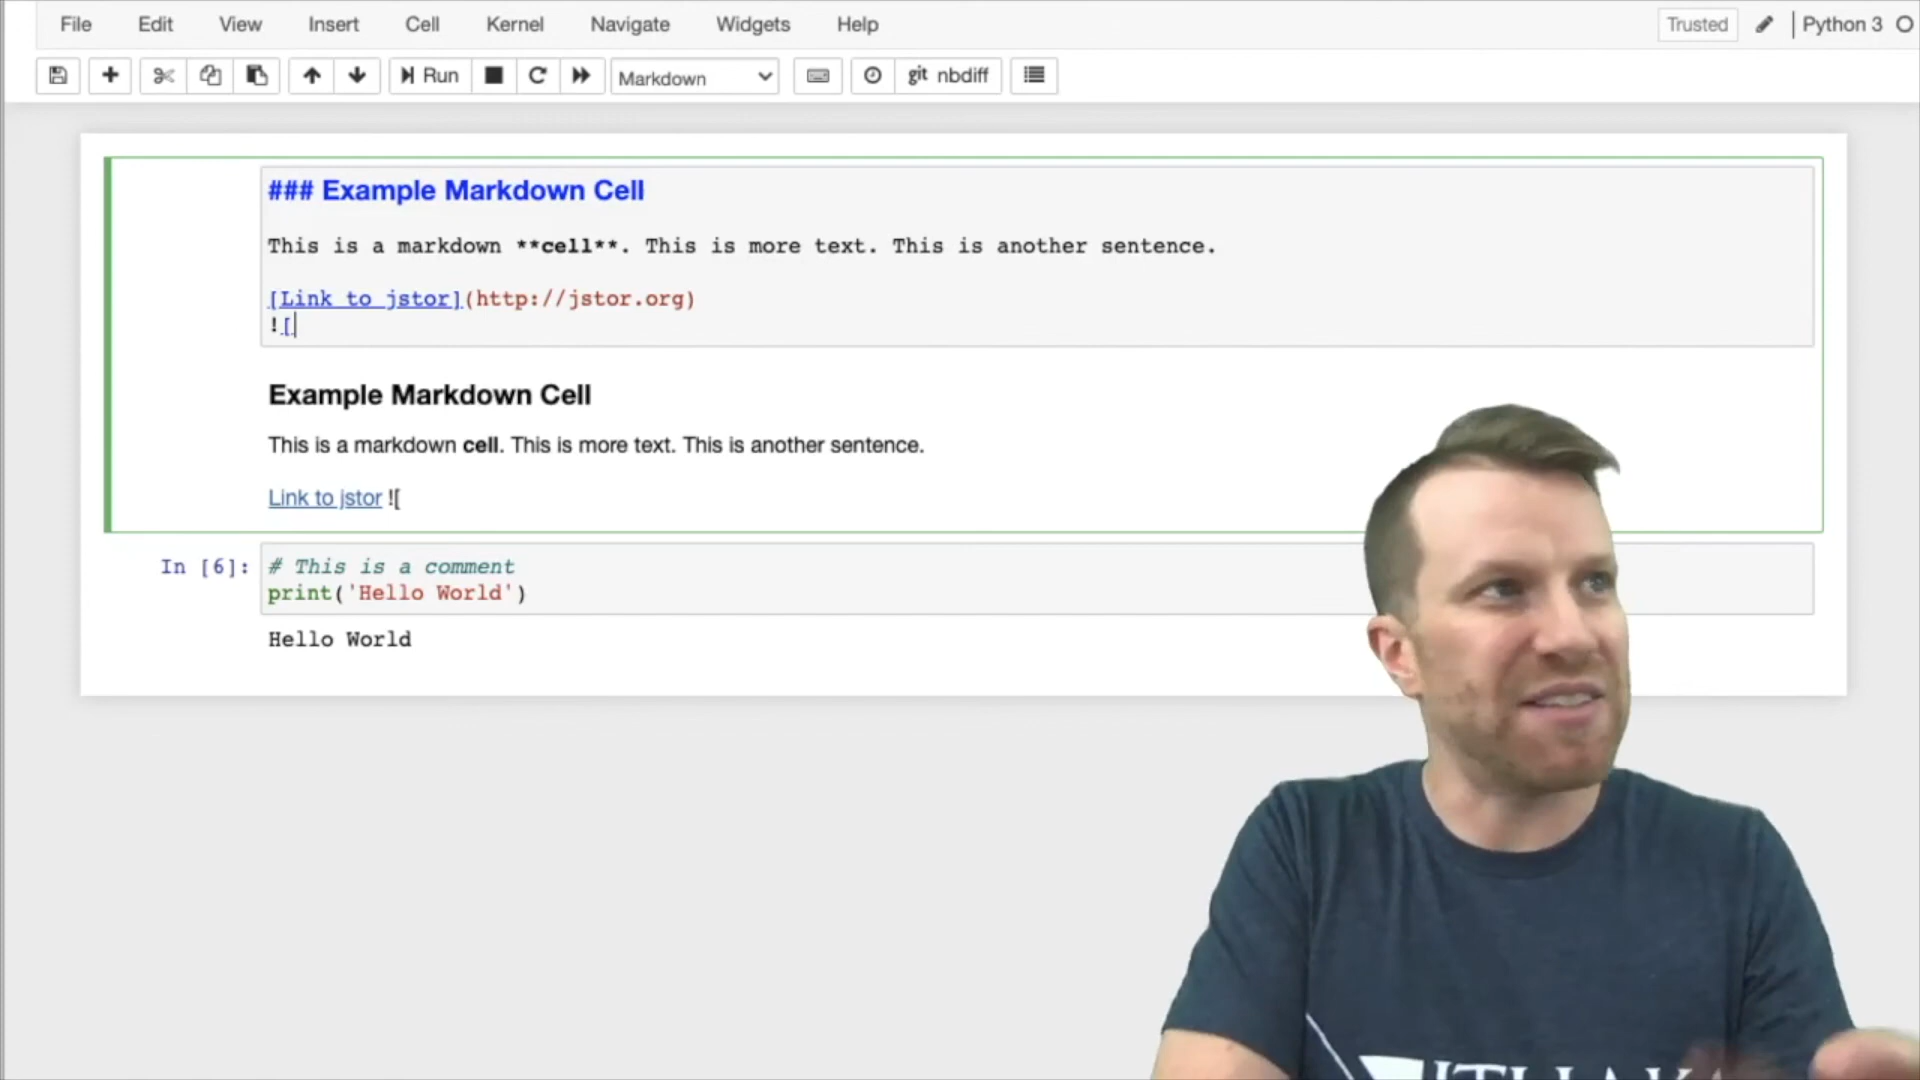 File Edit View Insert Cell Kernel Navigate Widgets Help Trusted Python 3
Run Markdown git nbdiff
### Example Markdown Cell
This is a markdown **cell**. This is more text. This is another sentence.
[Link to jstor](http://jstor.org)
![
Example Markdown Cell
This is a markdown cell. This is more text. This is another sentence.
Link to jstor ![
In [6]: # This is a comment
print('Hello World')
Hello World